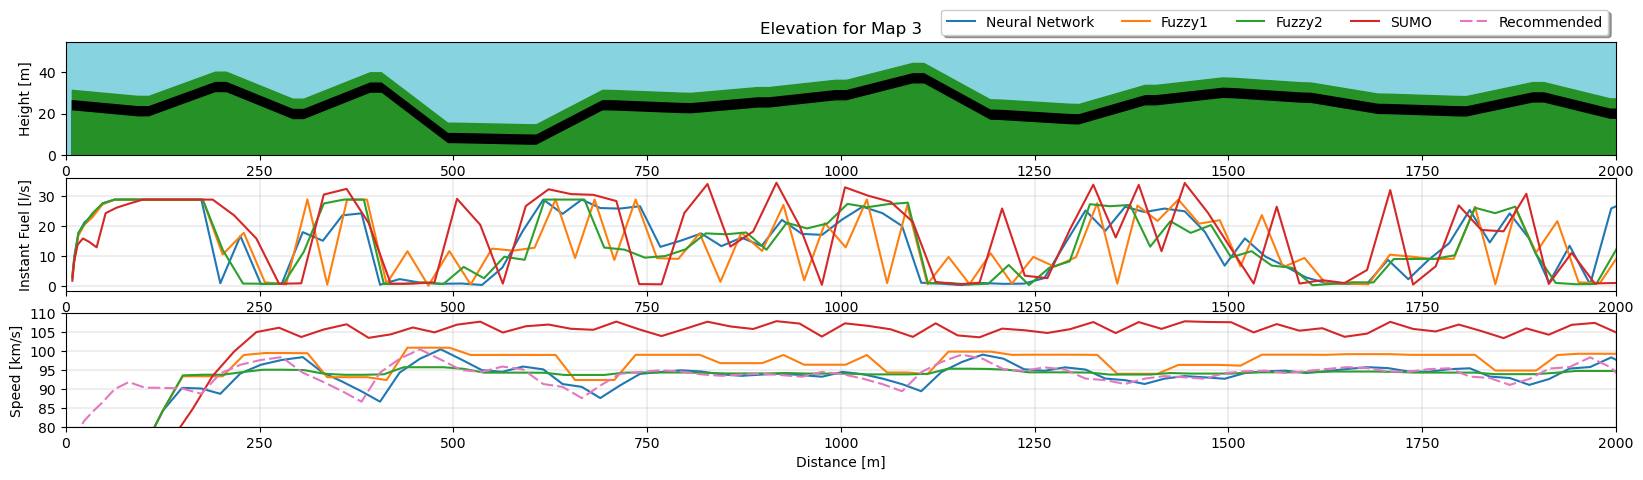 Elevation for Map 3
Neural Network Fuzzy1 Fuzzy2 SUMO Recommended
Height [m]
40
20
0
0 250 500 750 1000 1250 1500 1750 2000
Instant Fuel [l/s]
30
20
10
0
0 250 500 750 1000 1250 1500 1750 2000
Speed [km/s]
110
105
100
95
90
85
80
0 250 500 750 1000 1250 1500 1750 2000
Distance [m]